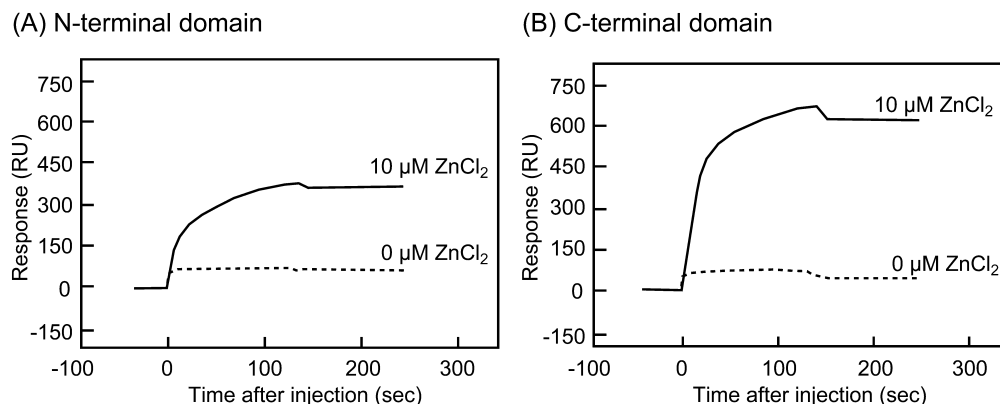 (A) N-terminal domain
Response (RU)
750
600
450
300
150
0
-150
10 µM ZnCl₂
0 µM ZnCl₂
-100 0 100 200 300
Time after injection (sec)
(B) C-terminal domain
Response (RU)
750
600
450
300
150
0
-150
10 µM ZnCl₂
0 µM ZnCl₂
-100 0 100 200 300
Time after injection (sec)